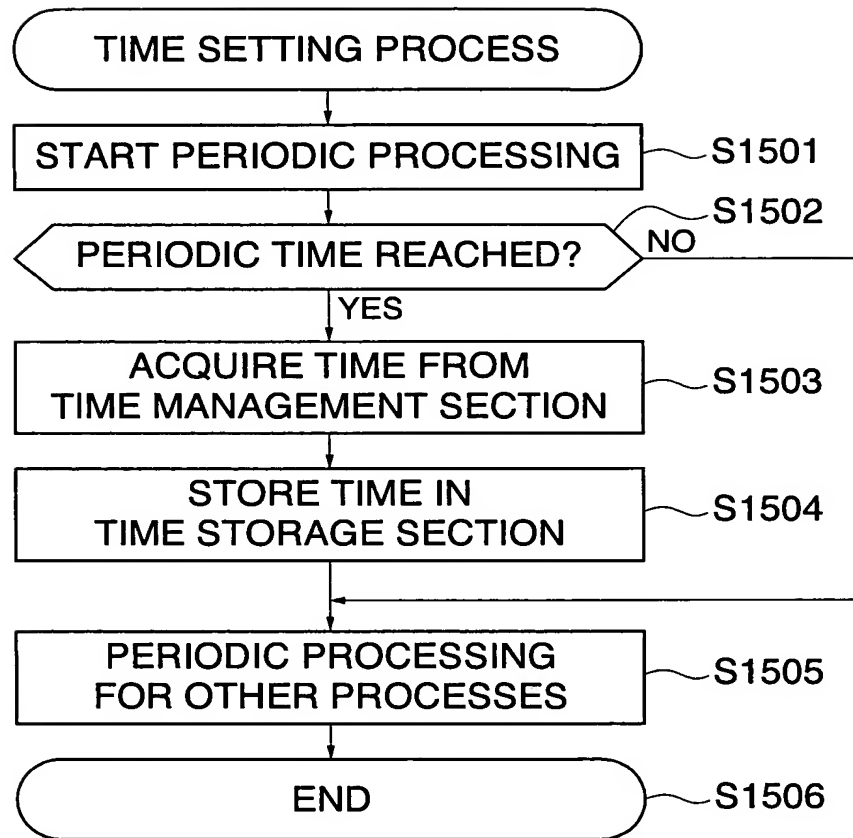 TIME SETTING PROCESS
START PERIODIC PROCESSING
S1501
S1502
PERIODIC TIME REACHED?
NO
YES
ACQUIRE TIME FROM
TIME MANAGEMENT SECTION
S1503
STORE TIME IN
TIME STORAGE SECTION
S1504
PERIODIC PROCESSING
FOR OTHER PROCESSES
S1505
END
S1506